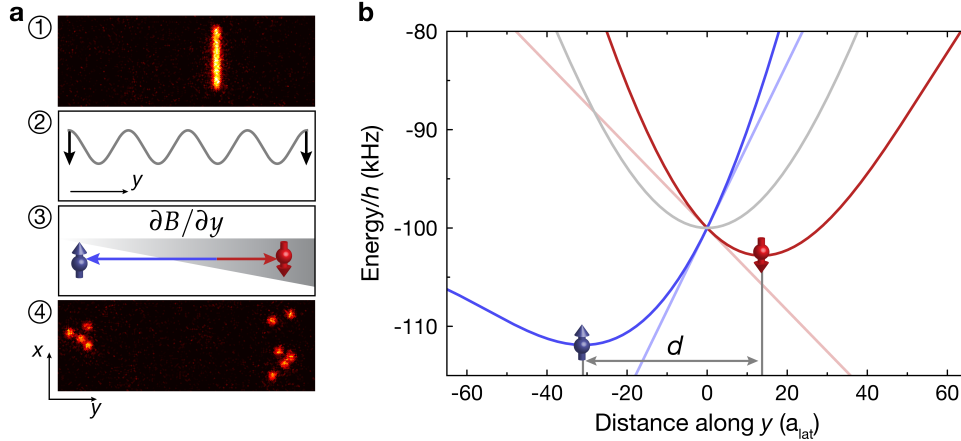 a
①
②
y
③
∂B/∂y
④
x
y
b
Energy/h (kHz)
-80
-90
-100
-110
d
-60 -40 -20 0 20 40 60
Distance along y (a_lat)